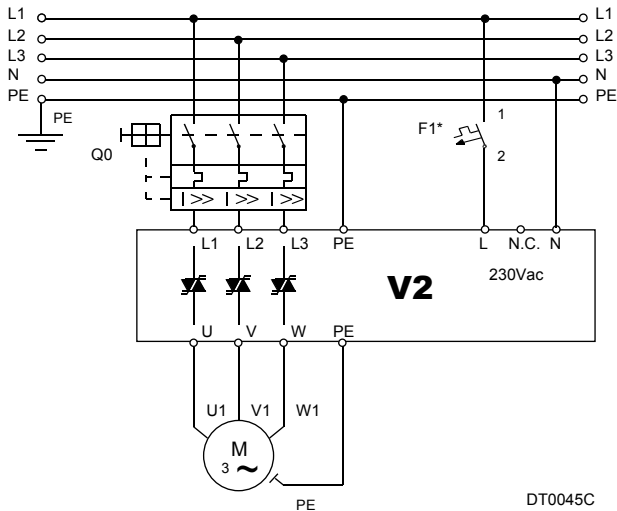 L1 L1
L2 L2
L3 L3
N N
PE PE
PE
F1* 1
2
Q0
I>> I>> I>>
L1 L2 L3 PE L N.C. N
230Vac
V2
U V W PE
U1 V1 W1
M
3 ~
PE
DT0045C